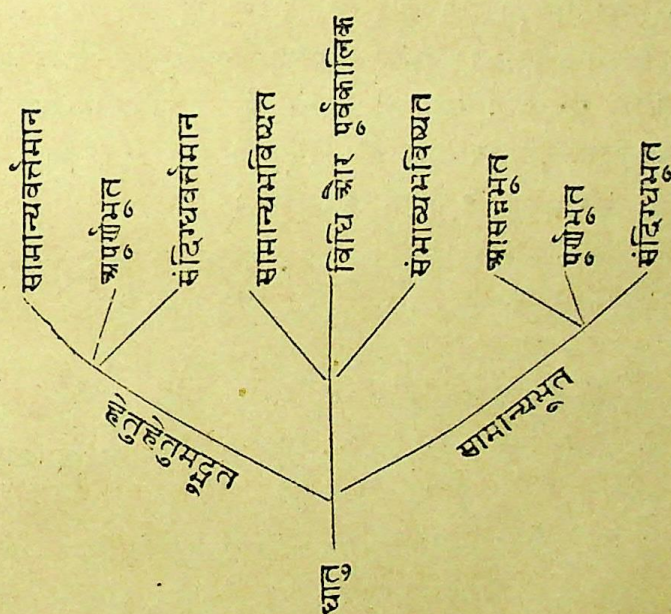 सामान्यवर्त्तमान
अपूर्णभूत
संदिग्धवर्त्तमान
सामान्यभविष्यत
विधि और पूर्वकालिक
संभाव्यभविष्यत
आसन्नभूत
पूर्णभूत
संदिग्धभूत
हेतुहेतुमद्भूत
सामान्यभूत
धातु